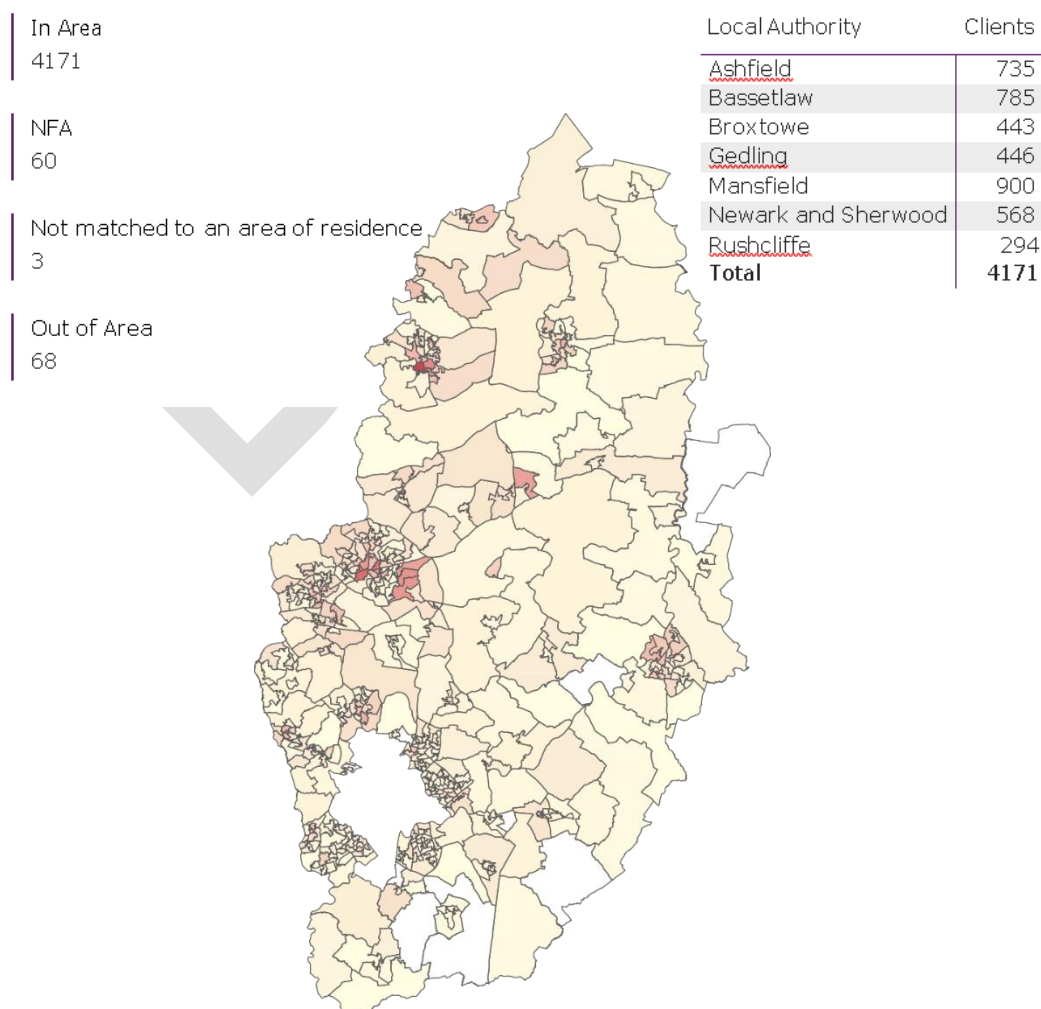 In Area
4171
NFA
60
Not matched to an area of residence
3
Out of Area
68
Local Authority Clients
Ashfield 735
Bassetlaw 785
Broxtowe 443
Gedling 446
Mansfield 900
Newark and Sherwood 568
Rushcliffe 294
Total 4171